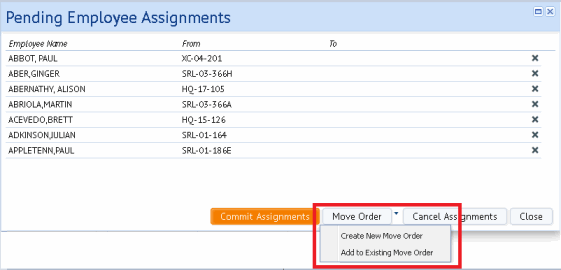 Pending Employee Assignments
Employee Name From To
ABBOT, PAUL XC-04-201
ABER,GINGER SRL-03-366H
ABERNATHY, ALISON HQ-17-105
ABRIOLA,MARTIN SRL-03-366A
ACEVEDO,BRETT HQ-15-126
ADKINSON,JULIAN SRL-01-164
APPLETENN,PAUL SRL-01-186E
Commit Assignments Move Order Cancel Assignments Close
Create New Move Order
Add to Existing Move Order